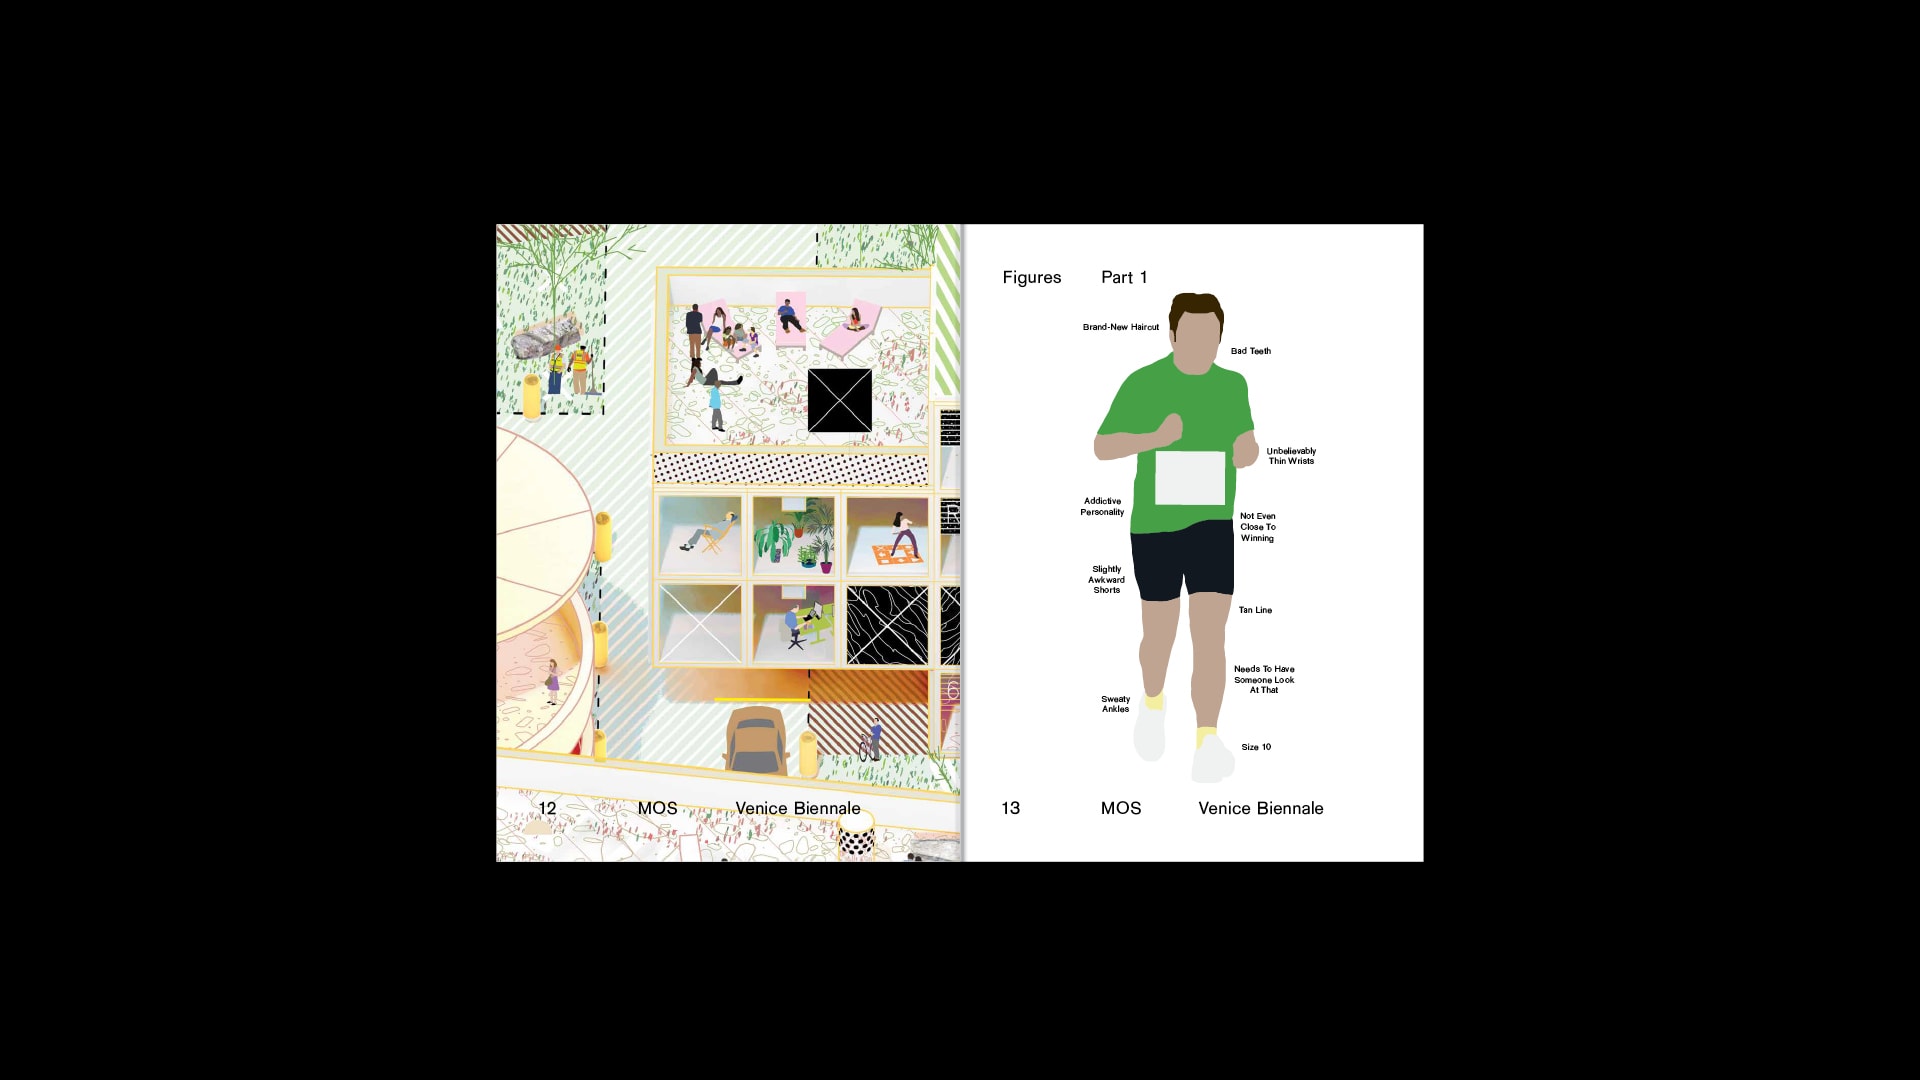 Figures Part 1
Brand-New Haircut
Bad Teeth
Unbelievably
Thin Wrists
Addictive
Personality
Not Even
Close To
Winning
Slightly
Awkward
Shorts
Tan Line
Needs To Have
Someone Look
At That
Sweaty
Ankles
Size 10
12 MOS Venice Biennale
13 MOS Venice Biennale